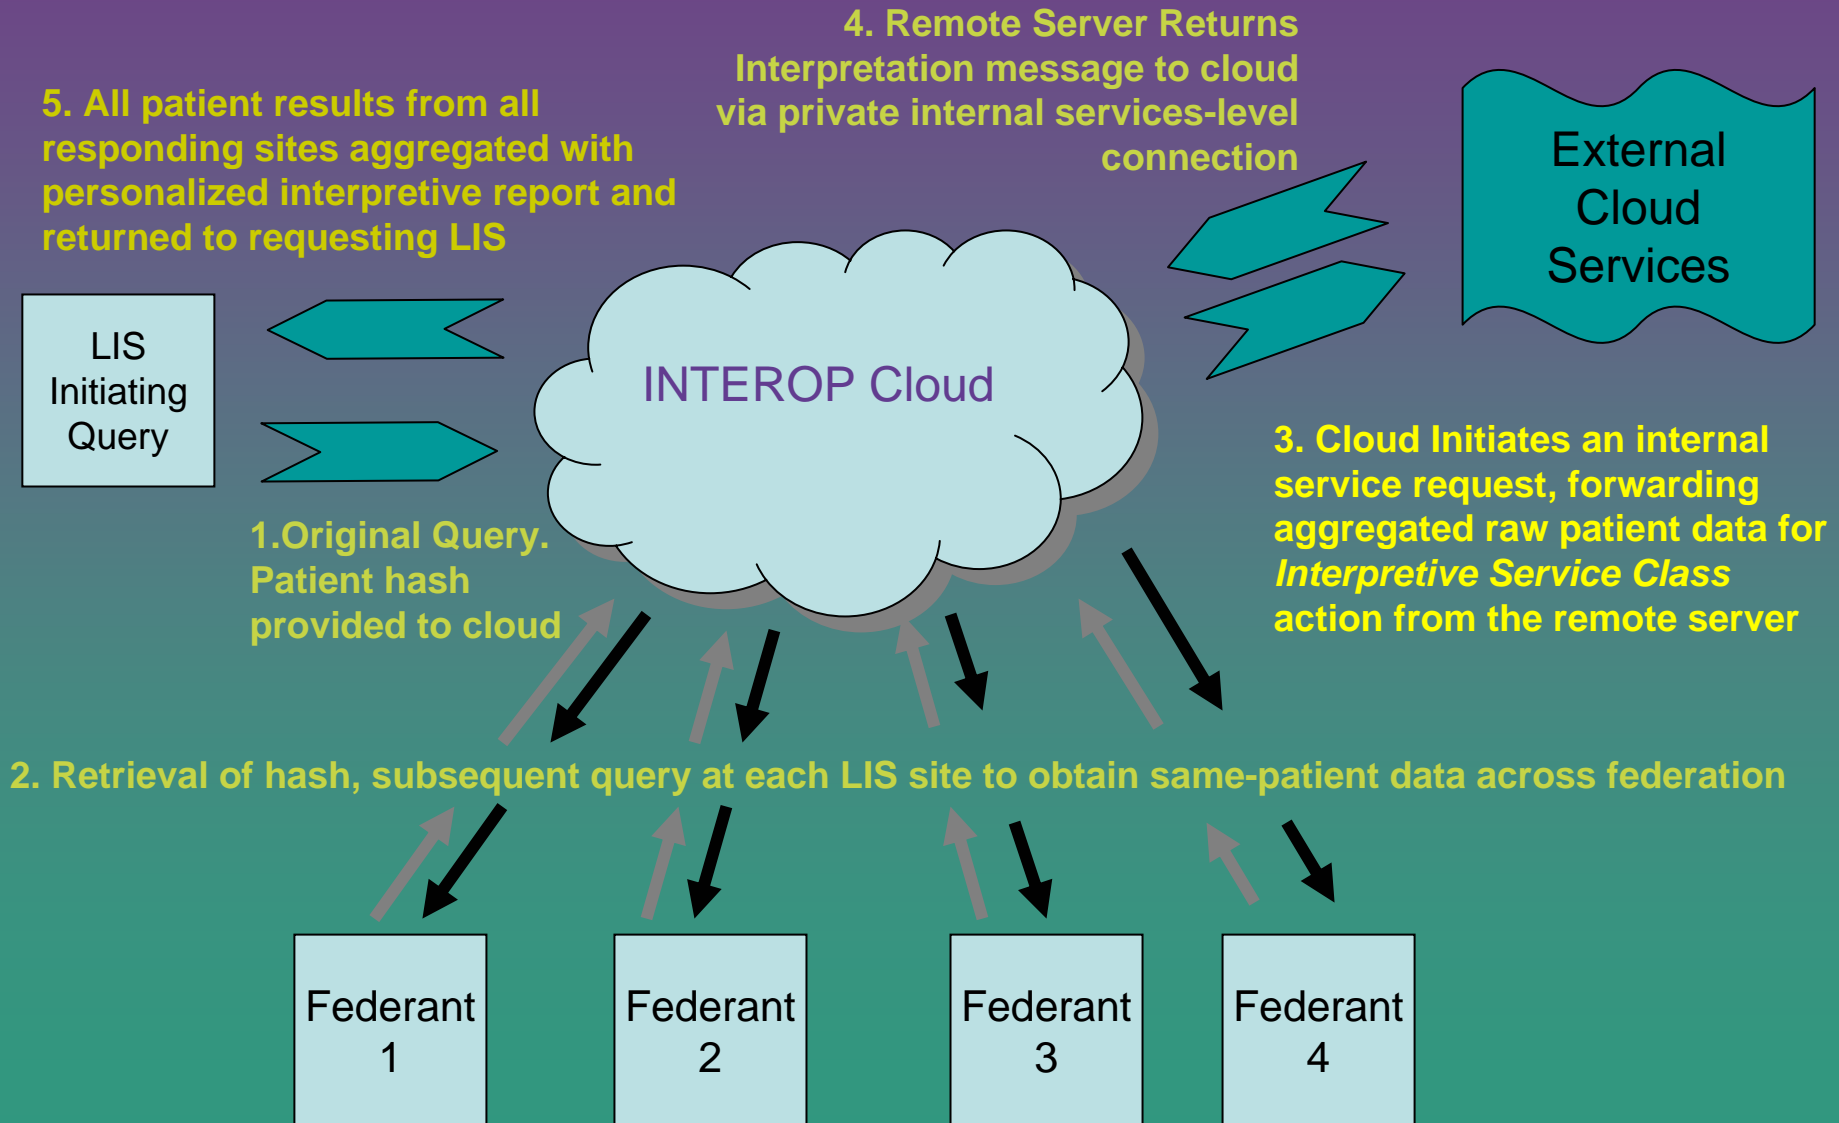 4. Remote Server Returns
Interpretation message to cloud
via private internal services-level
connection
5. All patient results from all
responding sites aggregated with
personalized interpretive report and
returned to requesting LIS
External
Cloud
Services
LIS
Initiating
Query
INTEROP Cloud
3. Cloud Initiates an internal
service request, forwarding
aggregated raw patient data for
Interpretive Service Class
action from the remote server
1.Original Query.
Patient hash
provided to cloud
2. Retrieval of hash, subsequent query at each LIS site to obtain same-patient data across federation
Federant
1
Federant
2
Federant
3
Federant
4